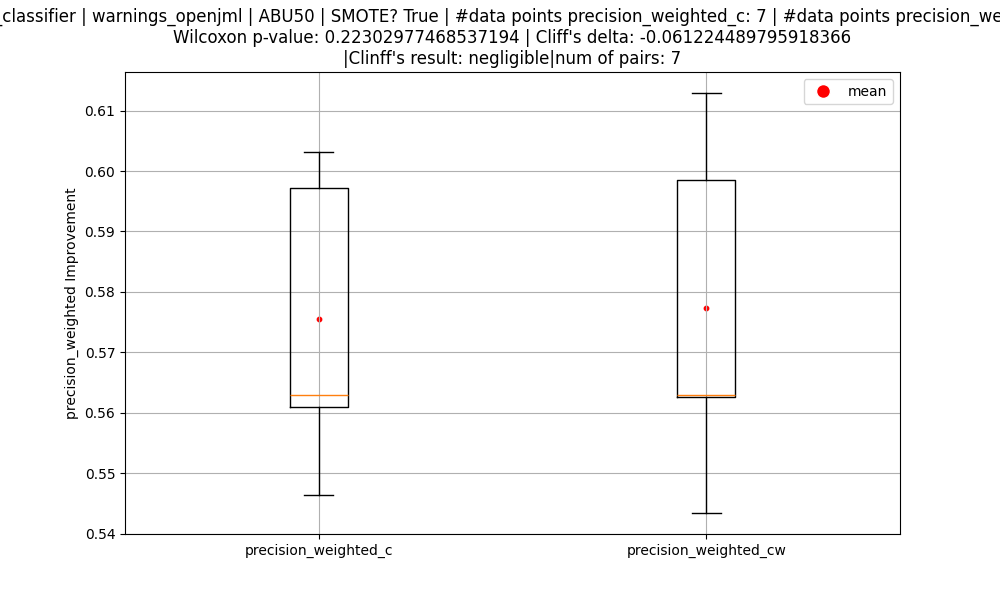 _classifier | warnings_openjml | ABU50 | SMOTE? True | #data points precision_weighted_c: 7 | #data points precision_we
Wilcoxon p-value: 0.22302977468537194 | Cliff's delta: -0.061224489795918366
|Clinff's result: negligible|num of pairs: 7
mean
0.61
0.60
0.59
0.58
0.57
0.56
0.55
0.54
precision_weighted Improvement
precision_weighted_c
precision_weighted_cw